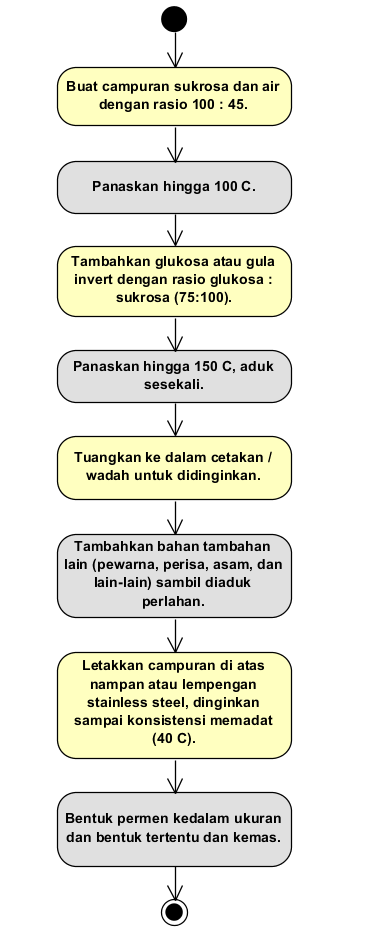 Buat campuran sukrosa dan air
dengan rasio 100 : 45.
Panaskan hingga 100 C.
Tambahkan glukosa atau gula
invert dengan rasio glukosa :
sukrosa (75:100).
Panaskan hingga 150 C, aduk
sesekali.
Tuangkan ke dalam cetakan /
wadah untuk didinginkan.
Tambahkan bahan tambahan
lain (pewarna, perisa, asam, dan
lain-lain) sambil diaduk
perlahan.
Letakkan campuran di atas
nampan atau lempengan
stainless steel, dinginkan
sampai konsistensi memadat
(40 C).
Bentuk permen kedalam ukuran
dan bentuk tertentu dan kemas.